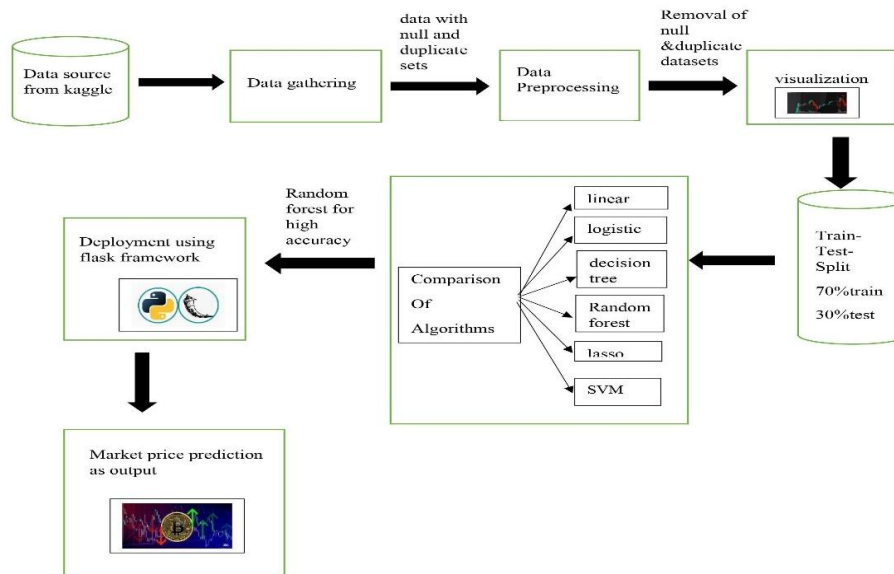 Data source
from kaggle
Data gathering
data with
null and
duplicate
sets
Data
Preprocessing
Removal of
null
&duplicate
datasets
visualization
Train-
Test-
Split
70%train
30%test
Comparison
Of
Algorithms
linear
logistic
decision
tree
Random
forest
lasso
SVM
Random
forest for
high
accuracy
Deployment using
flask framework
Market price prediction
as output